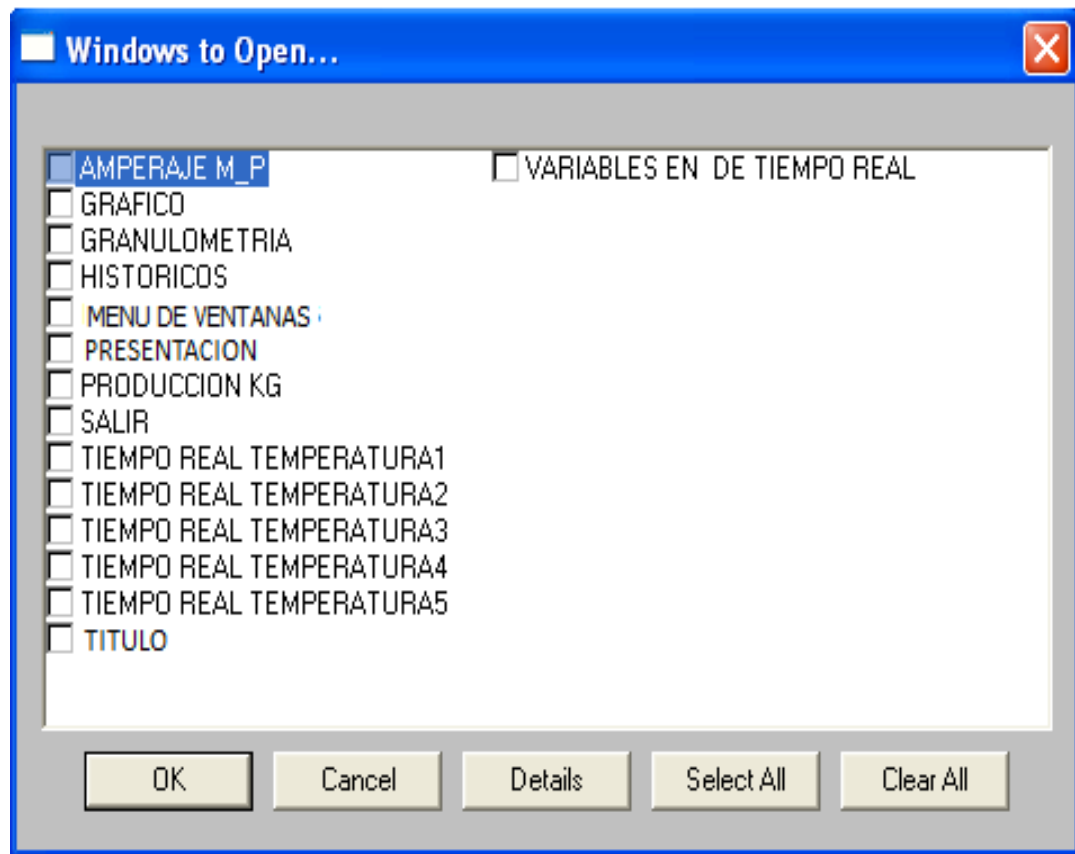 Windows to Open...
AMPERAJE M_P
GRAFICO
GRANULOMETRIA
HISTORICOS
MENU DE VENTANAS
PRESENTACION
PRODUCCION KG
SALIR
TIEMPO REAL TEMPERATURA1
TIEMPO REAL TEMPERATURA2
TIEMPO REAL TEMPERATURA3
TIEMPO REAL TEMPERATURA4
TIEMPO REAL TEMPERATURA5
TITULO
VARIABLES EN DE TIEMPO REAL
OK
Cancel
Details
Select All
Clear All